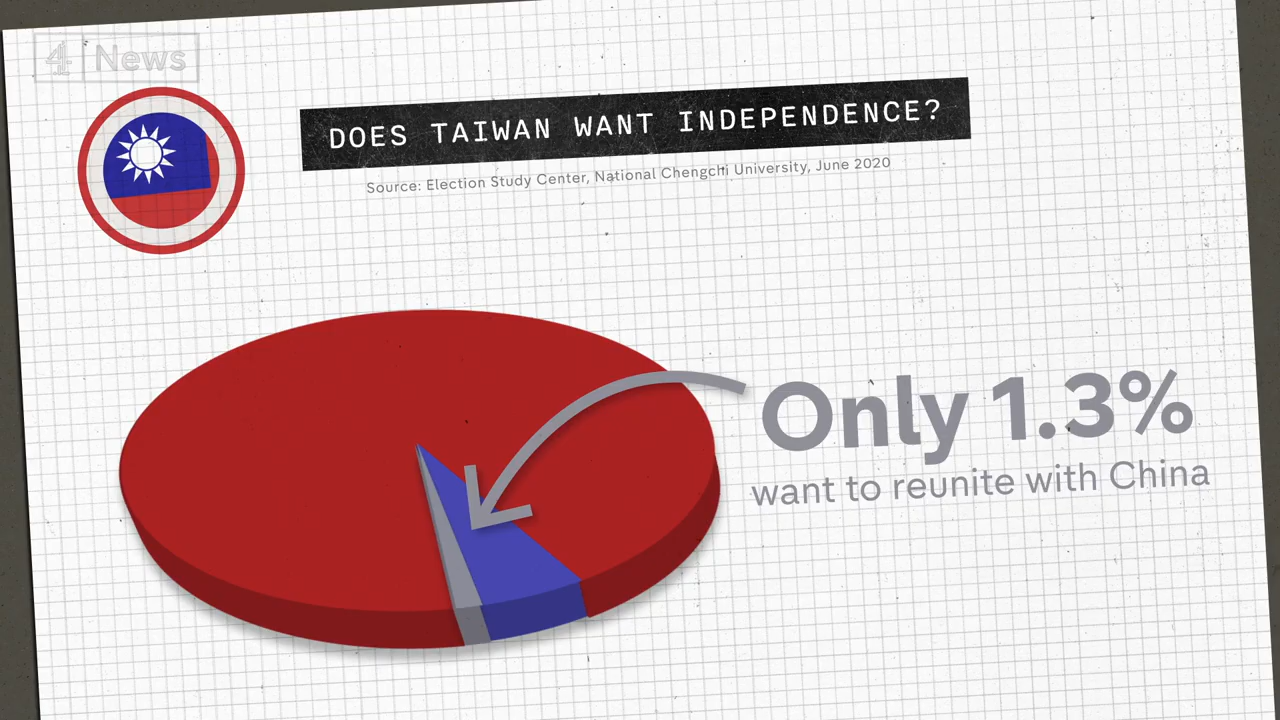 4 News
DOES TAIWAN WANT INDEPENDENCE?
Source: Election Study Center, National Chengchi University, June 2020
Only 1.3%
want to reunite with China